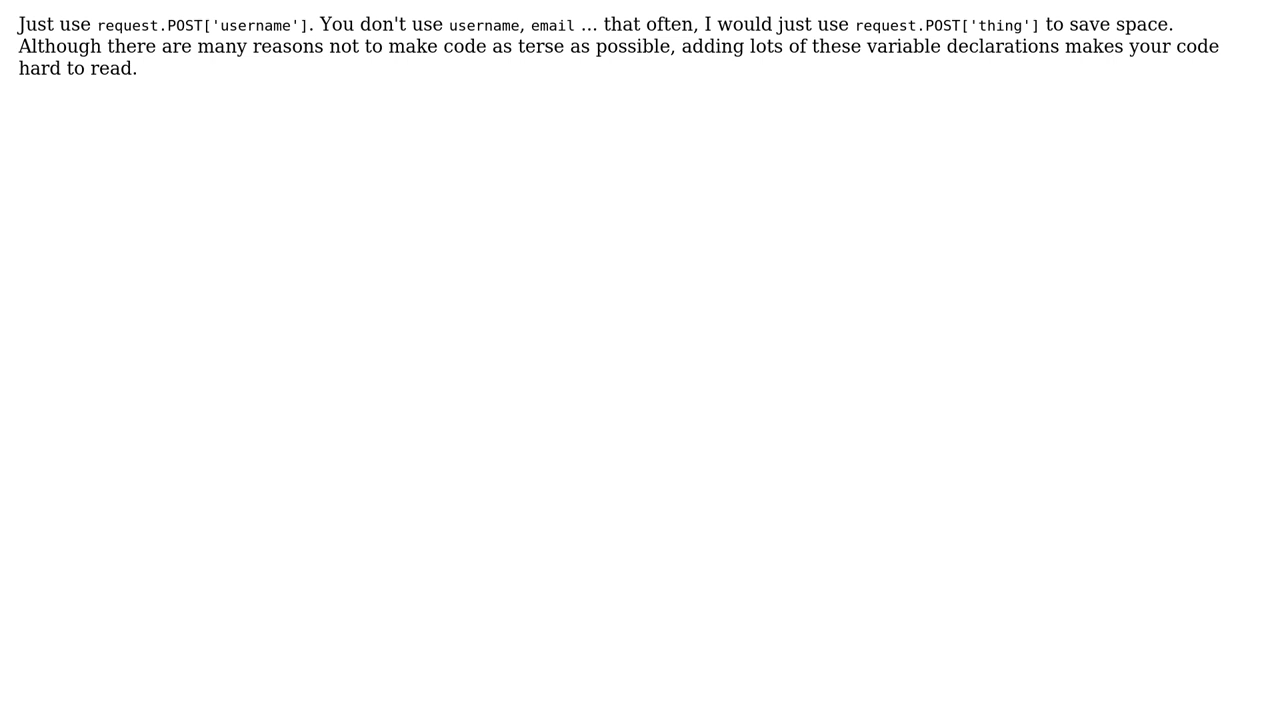 Just use request.POST['username']. You don't use username, email ... that often, I would just use request.POST['thing'] to save space.
Although there are many reasons not to make code as terse as possible, adding lots of these variable declarations makes your code
hard to read.